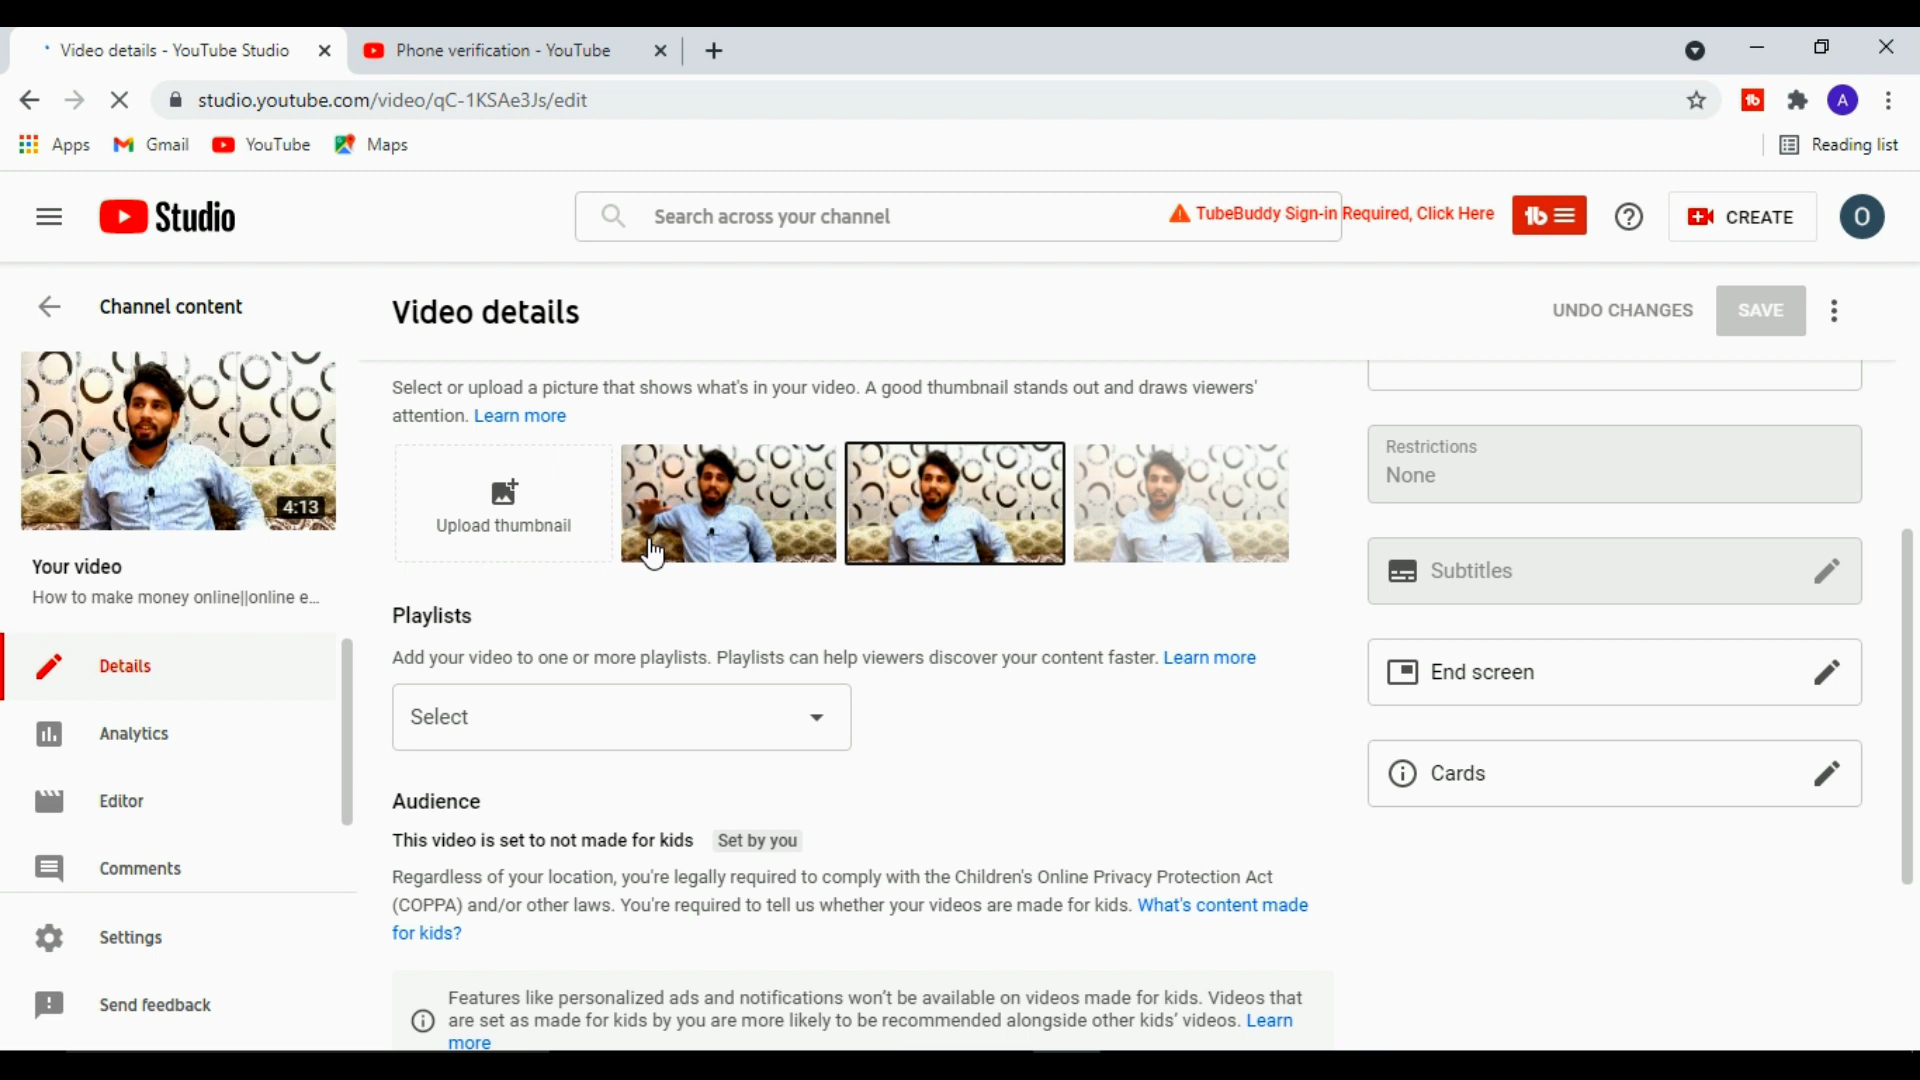 Video details - YouTube Studio
Phone verification - YouTube
studio.youtube.com/video/qC-1KSAe3Js/edit
A
Apps
Gmail
YouTube
Maps
Reading list
Studio
Search across your channel
TubeBuddy Sign-in Required, Click Here
tb
CREATE
O
Channel content
Video details
UNDO CHANGES
SAVE
4:13
Your video
How to make money online||online e...
Details
Analytics
Editor
Comments
Settings
Send feedback
Select or upload a picture that shows what's in your video. A good thumbnail stands out and draws viewers'
attention. Learn more
Upload thumbnail
Playlists
Add your video to one or more playlists. Playlists can help viewers discover your content faster. Learn more
Select
Audience
This video is set to not made for kids Set by you
Regardless of your location, you're legally required to comply with the Children's Online Privacy Protection Act
(COPPA) and/or other laws. You're required to tell us whether your videos are made for kids. What's content made
for kids?
Features like personalized ads and notifications won't be available on videos made for kids. Videos that
are set as made for kids by you are more likely to be recommended alongside other kids' videos. Learn
more
Restrictions
None
Subtitles
End screen
Cards